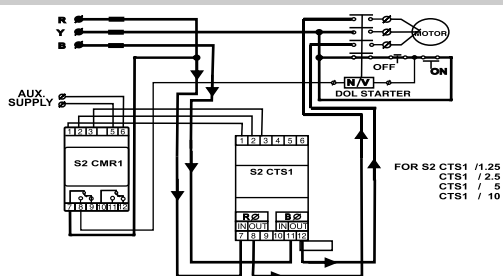 R
Y
B
MOTOR
OFF
ON
N/V
DOL STARTER
AUX.
SUPPLY
1 2 3 5 6
S2 CMR1
7 8 9 10 11 12
1 2 3 4 5 6
S2 CTS1
RØ BØ
IN OUT IN OUT
7 8 9 10 11 12
FOR S2 CTS1 /1.25
CTS1 / 2.5
CTS1 / 5
CTS1 / 10